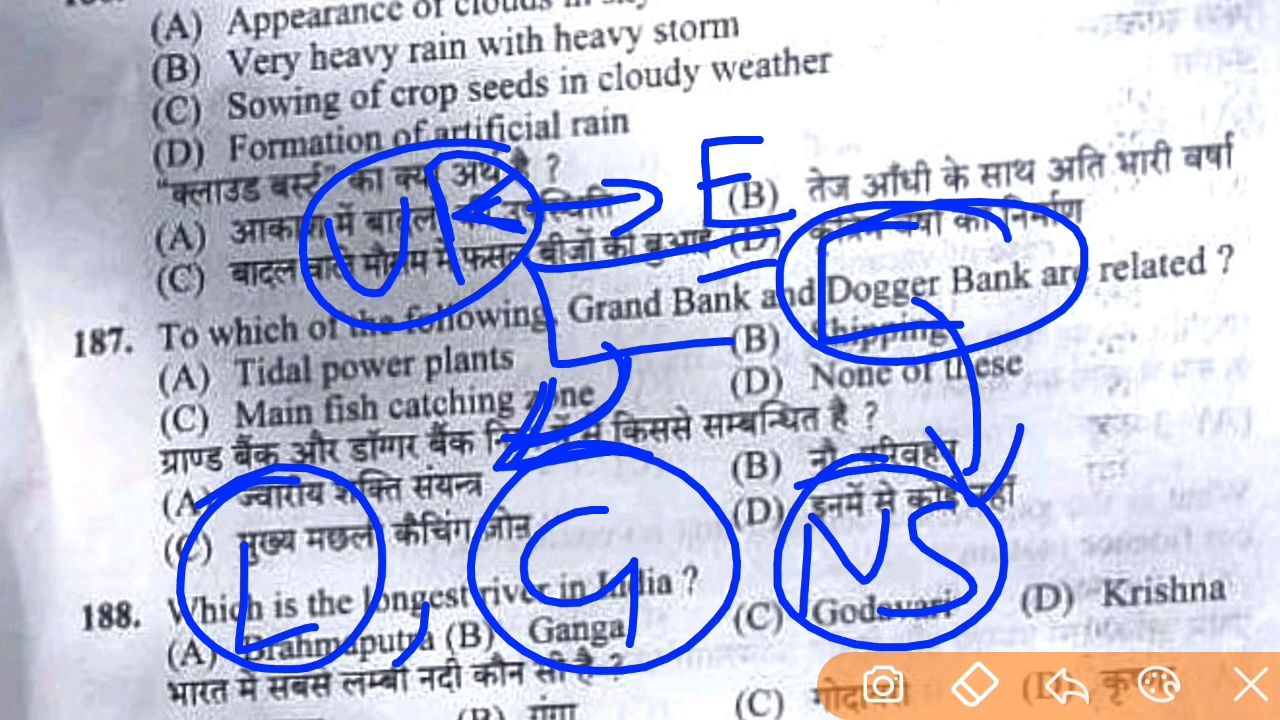 (A) Appearance of clouds in sky
(B) Very heavy rain with heavy storm
(C) Sowing of crop seeds in cloudy weather
(D) Formation of artificial rain
"क्लाउड बर्स्ट" का क्या अर्थ है ?
(A) आकाश में बादलों की उपस्थिति (B) तेज आँधी के साथ अति भारी वर्षा
(C) बादल वाले मौसम में फसल बीजों की बुआई (D) कृत्रिम वर्षा का निर्माण
187. To which of the following, Grand Bank and Dogger Bank are related ?
(A) Tidal power plants (B) Shipping
(C) Main fish catching zone (D) None of these
ग्राण्ड बैंक और डॉग्गर बैंक निम्न में से किससे सम्बन्धित है ?
(A) ज्वारीय शक्ति संयन्त्र (B) नौ परिवहन
(C) मुख्य मछली कैचिंग ज़ोन (D) इनमें से कोई नहीं
188. Which is the longest river in India ?
(A) Brahmaputra (B) Ganga (C) Godavari (D) Krishna
भारत में सबसे लम्बी नदी कौन सी है ?
(B) गंगा (C) गोदावरी (D)
UK E
L , G NS